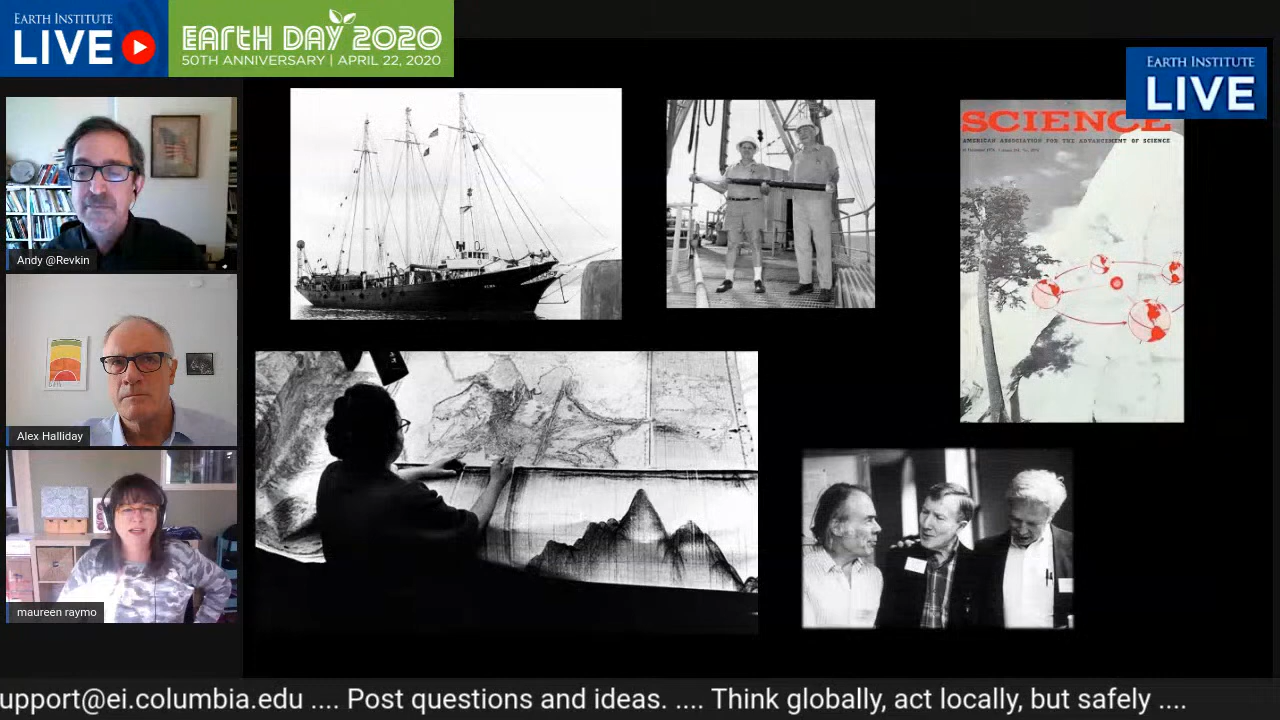 EARTH INSTITUTE
LIVE
EARTH DAY 2020
50TH ANNIVERSARY | APRIL 22, 2020
EARTH INSTITUTE
LIVE
SCIENCE
AMERICAN ASSOCIATION FOR THE ADVANCEMENT OF SCIENCE
Andy @Revkin
Alex Halliday
maureen raymo
upport@ei.columbia.edu .... Post questions and ideas. .... Think globally, act locally, but safely ....